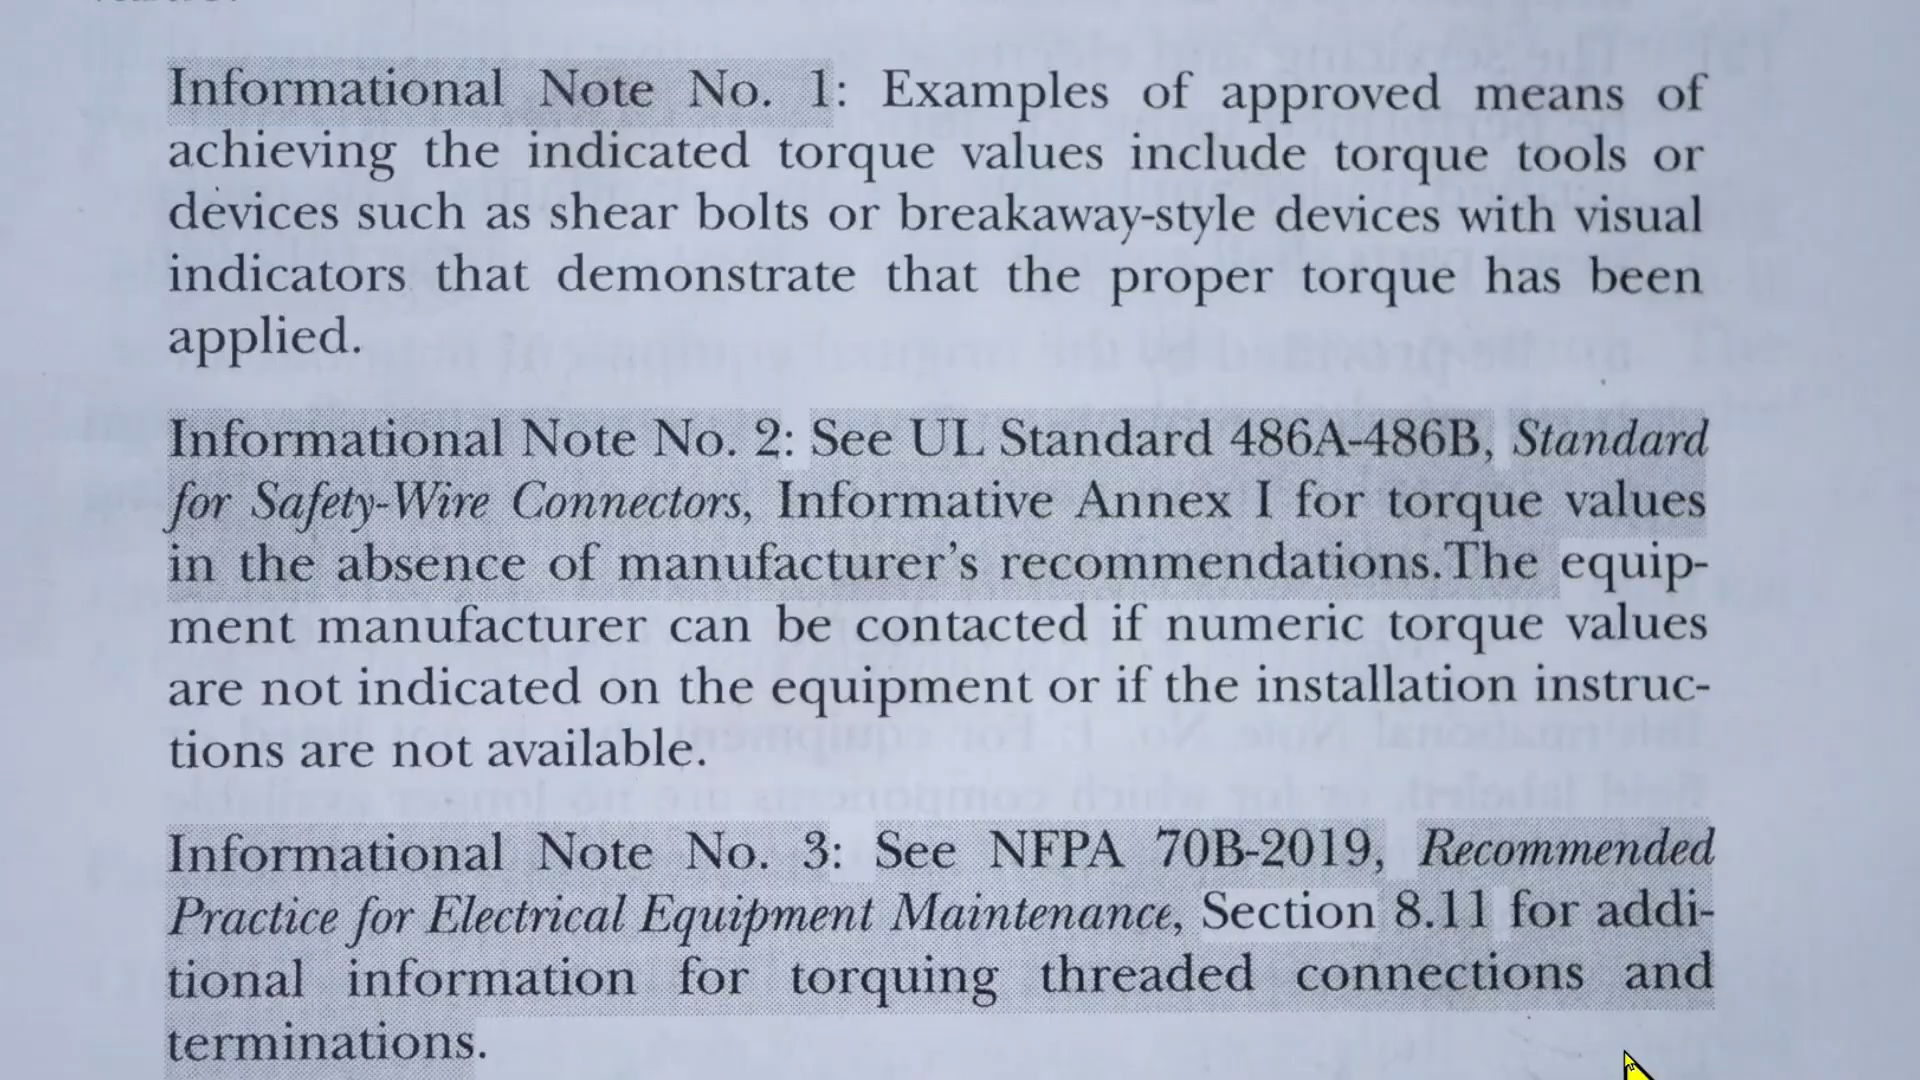 Informational Note No. 1: Examples of approved means of
achieving the indicated torque values include torque tools or
devices such as shear bolts or breakaway-style devices with visual
indicators that demonstrate that the proper torque has been
applied.
Informational Note No. 2: See UL Standard 486A-486B, Standard
for Safety-Wire Connectors, Informative Annex I for torque values
in the absence of manufacturer's recommendations.The equip-
ment manufacturer can be contacted if numeric torque values
are not indicated on the equipment or if the installation instruc-
tions are not available.
Informational Note No. 3: See NFPA 70B-2019, Recommended
Practice for Electrical Equipment Maintenance, Section 8.11 for addi-
tional information for torquing threaded connections and
terminations.